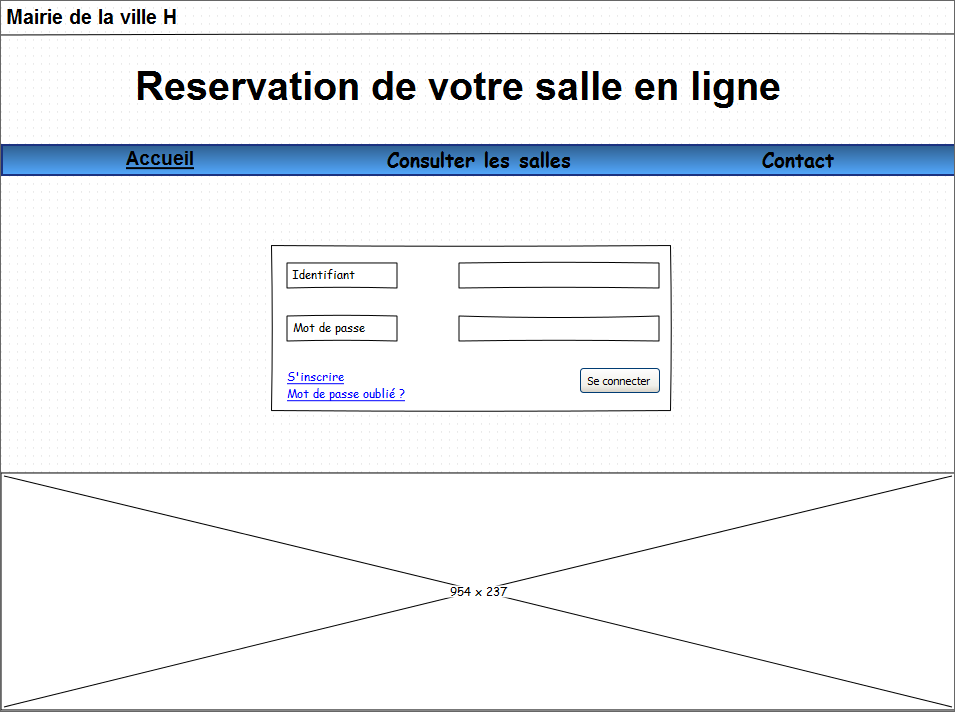 Mairie de la ville H
Reservation de votre salle en ligne
Accueil Consulter les salles Contact
Identifiant
Mot de passe
S'inscrire
Mot de passe oublié ?
Se connecter
954 x 237